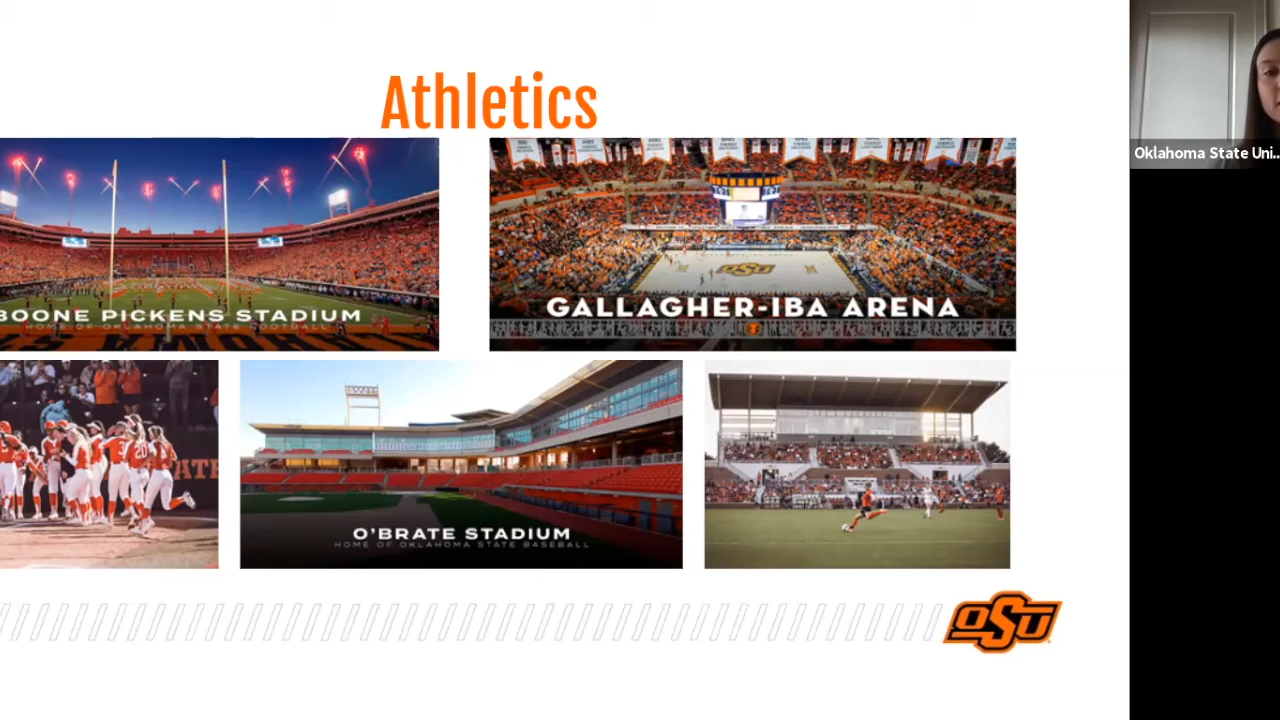 Athletics
Oklahoma State Uni...
BOONE PICKENS STADIUM
HOME OF OKLAHOMA STATE FOOTBALL
GALLAGHER-IBA ARENA
OSU
O'BRATE STADIUM
HOME OF OKLAHOMA STATE BASEBALL
OSU